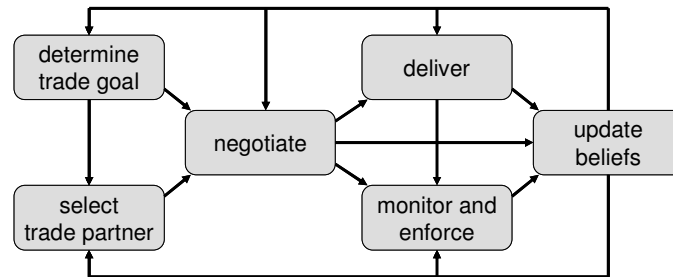 determine
trade goal
deliver
negotiate
update
beliefs
select
trade partner
monitor and
enforce